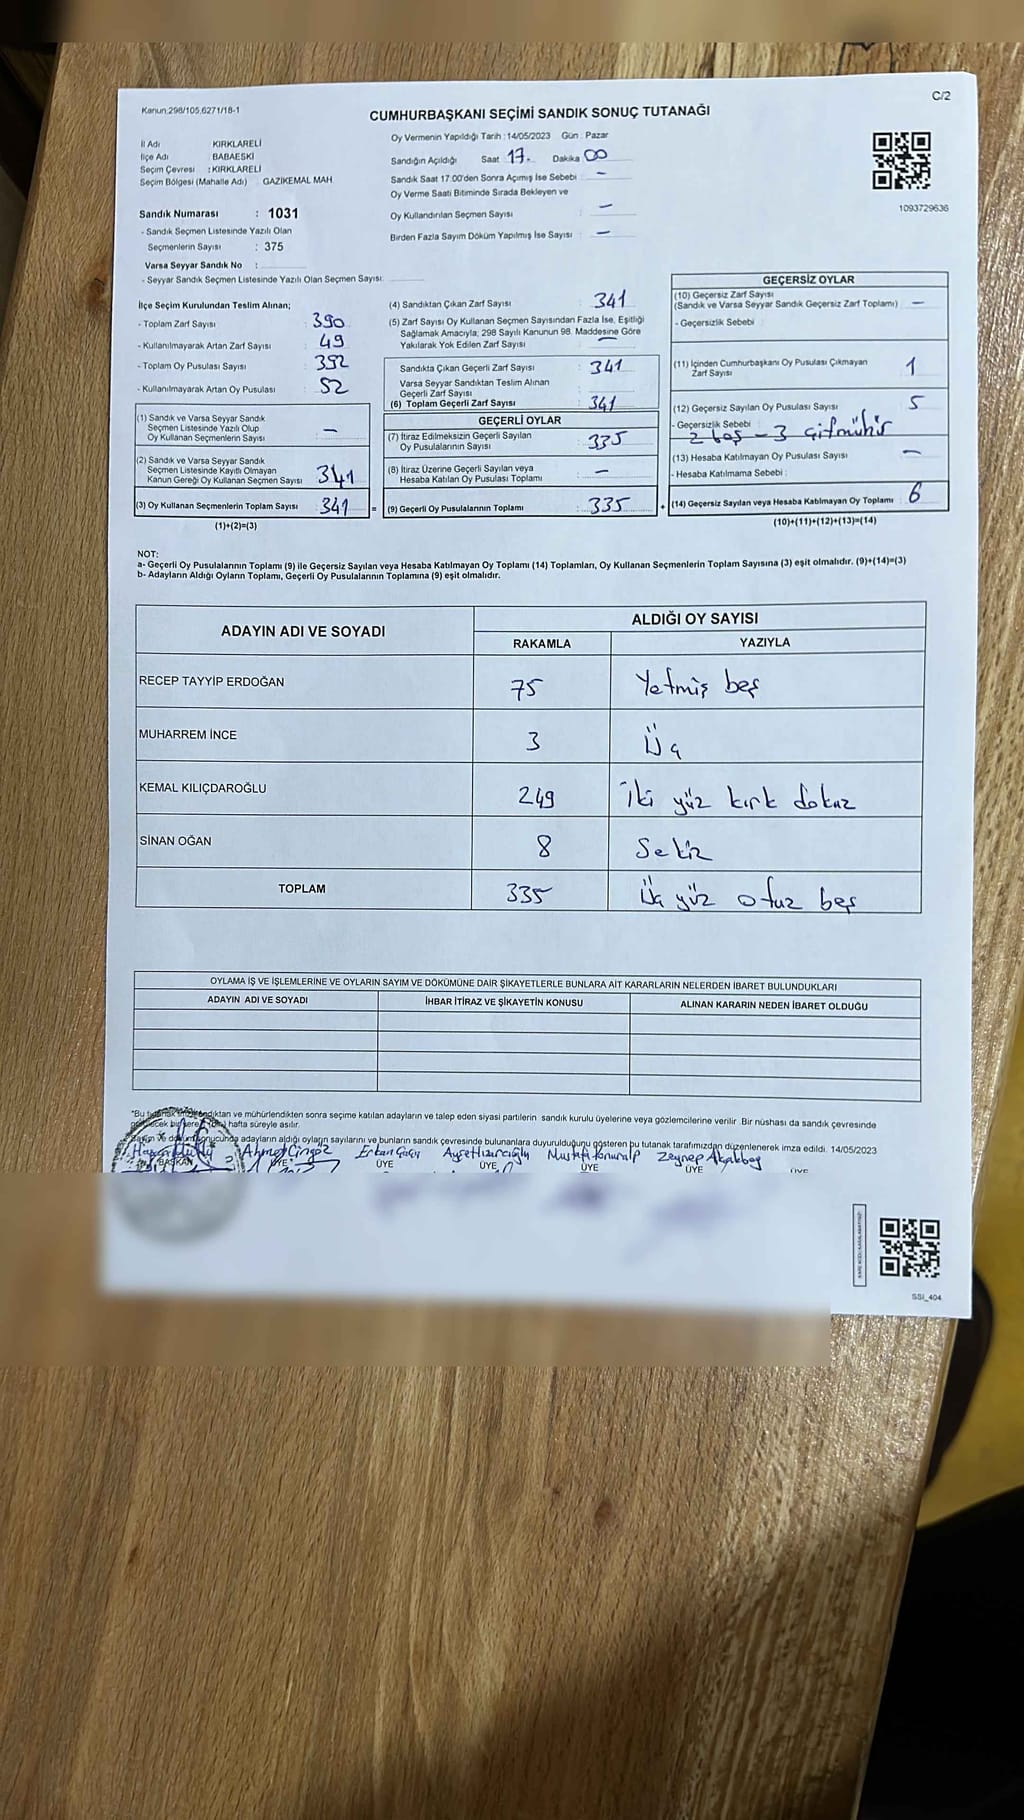 Kanun:298/105,6271/18-1
C/2
CUMHURBAŞKANI SEÇİMİ SANDIK SONUÇ TUTANAĞI
İl Adı KIRKLARELİ
İlçe Adı : BABAESKİ
Seçim Çevresi : KIRKLARELİ
Seçim Bölgesi (Mahalle Adı) GAZİKEMAL MAH.
Sandık Numarası : 1031
- Sandık Seçmen Listesinde Yazılı Olan
Seçmenlerin Sayısı : 375
Varsa Seyyar Sandık No :
- Seyyar Sandık Seçmen Listesinde Yazılı Olan Seçmen Sayısı:
Oy Vermenin Yapıldığı Tarih : 14/05/2023 Gün : Pazar
Sandığın Açıldığı Saat 17. Dakika 00
Sandık Saat 17:00'den Sonra Açımış İse Sebebi : –
Oy Verme Saati Bitiminde Sırada Bekleyen ve
Oy Kullandırılan Seçmen Sayısı : –
Birden Fazla Sayım Döküm Yapılmış İse Sayısı : –
1093729636
İlçe Seçim Kurulundan Teslim Alınan;
- Toplam Zarf Sayısı : 390
- Kullanılmayarak Artan Zarf Sayısı : 49
- Toplam Oy Pusulası Sayısı : 392
- Kullanılmayarak Artan Oy Pusulası : 52
(1) Sandık ve Varsa Seyyar Sandık
Seçmen Listesinde Yazılı Olup
Oy Kullanan Seçmenlerin Sayısı : –
(2) Sandık ve Varsa Seyyar Sandık
Seçmen Listesinde Kayıtlı Olmayan
Kanun Gereği Oy Kullanan Seçmen Sayısı : 341
(3) Oy Kullanan Seçmenlerin Toplam Sayısı : 341
(1)+(2)=(3)
(4) Sandıktan Çıkan Zarf Sayısı : 341
(5) Zarf Sayısı Oy Kullanan Seçmen Sayısından Fazla İse, Eşitliği
Sağlamak Amacıyla; 298 Sayılı Kanunun 98. Maddesine Göre
Yakılarak Yok Edilen Zarf Sayısı : –
Sandıkta Çıkan Geçerli Zarf Sayısı : 341
Varsa Seyyar Sandıktan Teslim Alınan
Geçerli Zarf Sayısı
(6) Toplam Geçerli Zarf Sayısı : 341
=
GEÇERLİ OYLAR
(7) İtiraz Edilmeksizin Geçerli Sayılan
Oy Pusulalarının Sayısı : 335
(8) İtiraz Üzerine Geçerli Sayılan veya
Hesaba Katılan Oy Pusulası Toplamı : –
(9) Geçerli Oy Pusulalarının Toplamı : 335
+
GEÇERSİZ OYLAR
(10) Geçersiz Zarf Sayısı
(Sandık ve Varsa Seyyar Sandık Geçersiz Zarf Toplamı) : –
- Geçersizlik Sebebi :
(11) İçinden Cumhurbaşkanı Oy Pusulası Çıkmayan
Zarf Sayısı : 1
(12) Geçersiz Sayılan Oy Pusulası Sayısı : 5
- Geçersizlik Sebebi :
2 boş – 3 çift mühür
(13) Hesaba Katılmayan Oy Pusulası Sayısı : –
- Hesaba Katılmama Sebebi :
(14) Geçersiz Sayılan veya Hesaba Katılmayan Oy Toplamı : 6
(10)+(11)+(12)+(13)=(14)
NOT:
a- Geçerli Oy Pusulalarının Toplamı (9) ile Geçersiz Sayılan veya Hesaba Katılmayan Oy Toplamı (14) Toplamları, Oy Kullanan Seçmenlerin Toplam Sayısına (3) eşit olmalıdır. (9)+(14)=(3)
b- Adayların Aldığı Oyların Toplamı, Geçerli Oy Pusulalarının Toplamına (9) eşit olmalıdır.
ADAYIN ADI VE SOYADI
ALDIĞI OY SAYISI
RAKAMLA YAZIYLA
RECEP TAYYİP ERDOĞAN 75 Yetmiş beş
MUHARREM İNCE 3 Üç
KEMAL KILIÇDAROĞLU 249 İki yüz kırk dokuz
SİNAN OĞAN 8 Sekiz
TOPLAM 335 Üç yüz otuz beş
OYLAMA İŞ VE İŞLEMLERİNE VE OYLARIN SAYIM VE DÖKÜMÜNE DAİR ŞİKAYETLERLE BUNLARA AİT KARARLARIN NELERDEN İBARET BULUNDUKLARI
ADAYIN ADI VE SOYADI İHBAR İTİRAZ VE ŞİKAYETİN KONUSU ALINAN KARARIN NEDEN İBARET OLDUĞU
ve mühürlendikten sonra seçime katılan adayların ve talep eden siyasi partilerin sandık kurulu üyelerine veya gözlemcilerine verilir. Bir nüshası da sandık çevresinde
hafta süreyle asılır.
sonucunda adayların aldığı oyların sayılarını ve bunların sandık çevresinde bulunanlara duyurulduğunu gösteren bu tutanak tarafımızdan düzenlenerek imza edildi. 14/05/2023
Ahmet Cingöz Erkan Ayşe Mustafa Zeynep
BAŞKAN ÜYE ÜYE ÜYE ÜYE ÜYE ÜYE
SSİ_404